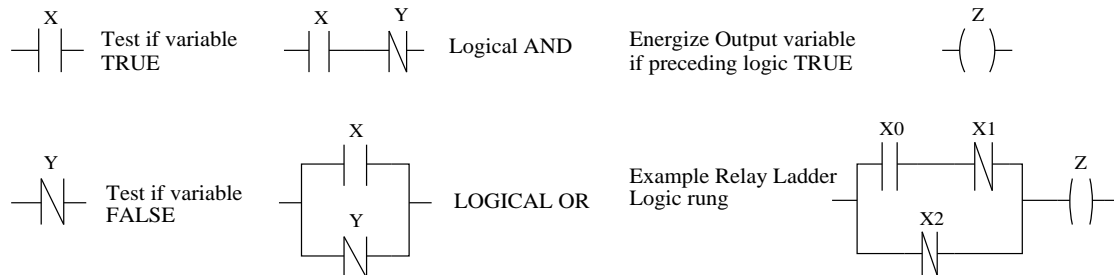 X
Test if variable
TRUE
X
Y
Logical AND
Energize Output variable
if preceding logic TRUE
Z
Y
Test if variable
FALSE
X
Y
LOGICAL OR
Example Relay Ladder
Logic rung
X0
X1
X2
Z